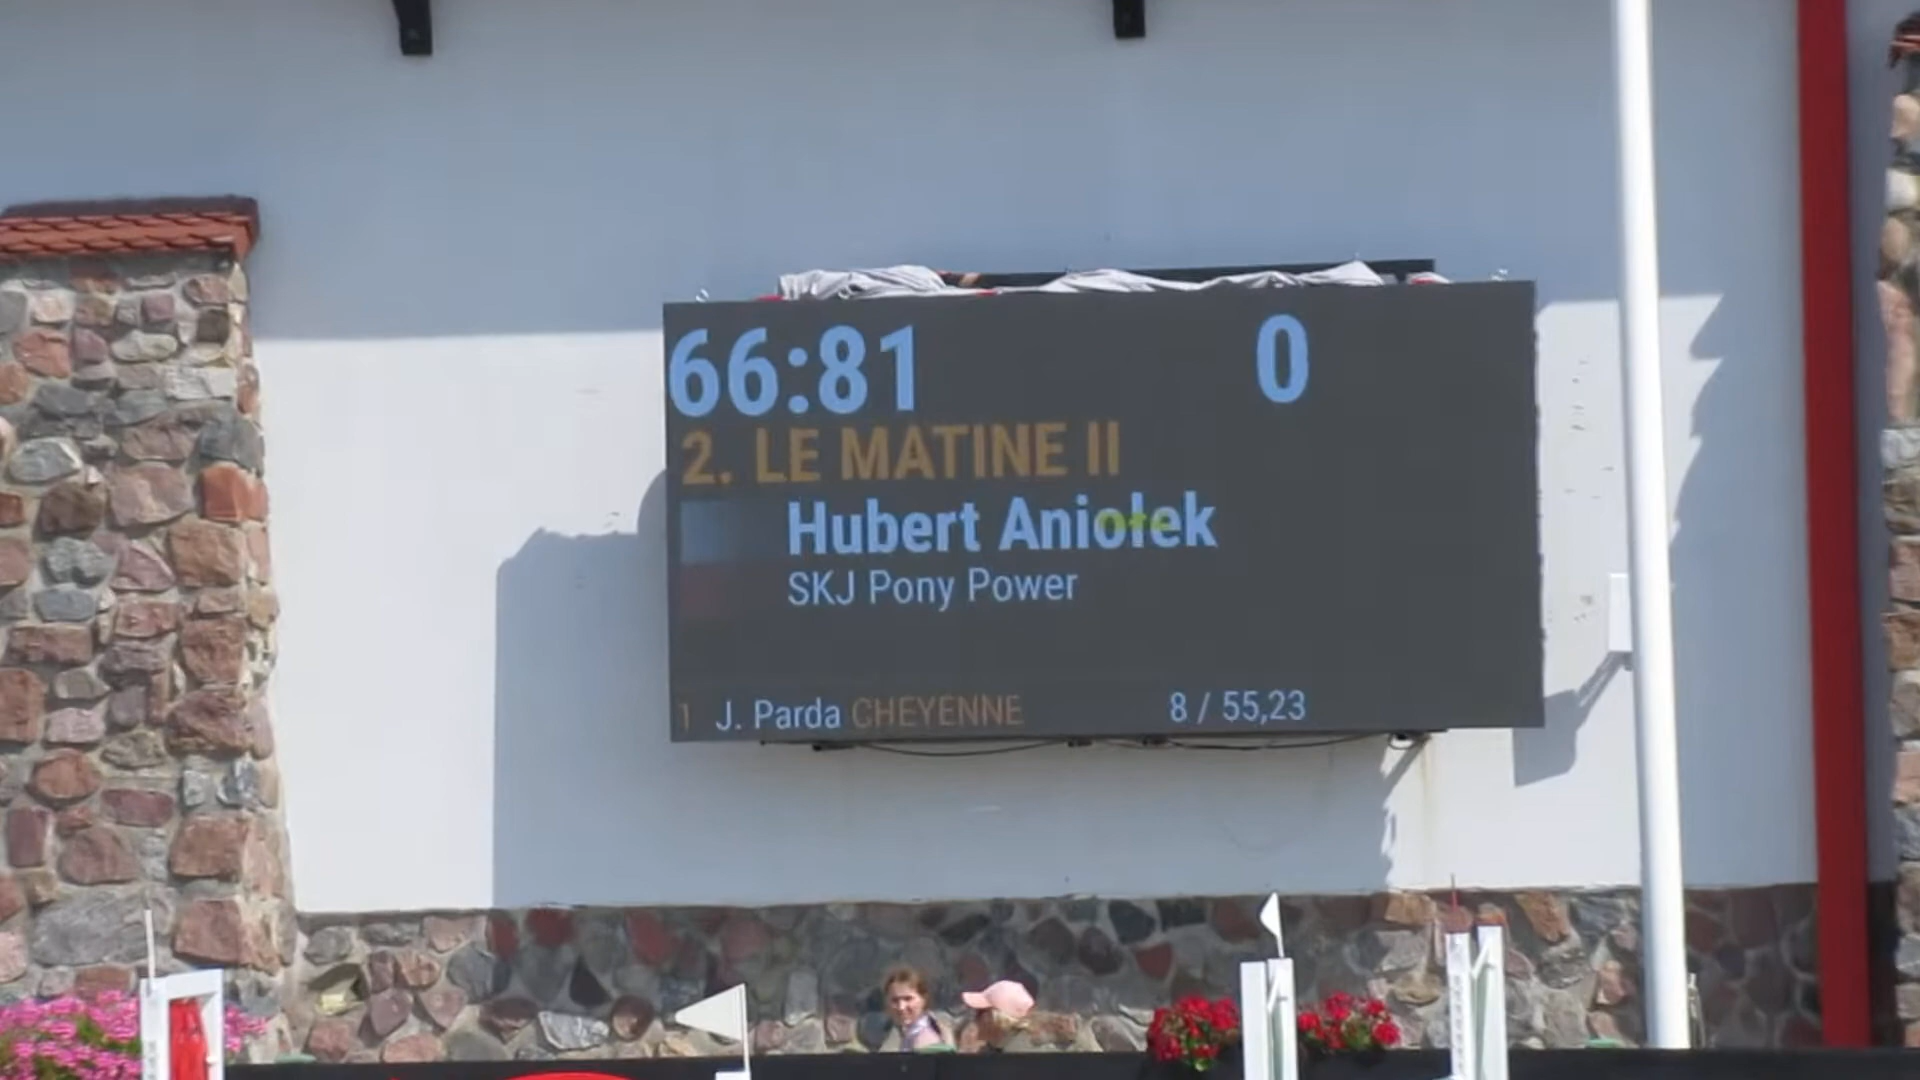 66:81 0
2. LE MATINE II
Hubert Aniołek
SKJ Pony Power
1 J. Parda CHEYENNE 8 / 55,23